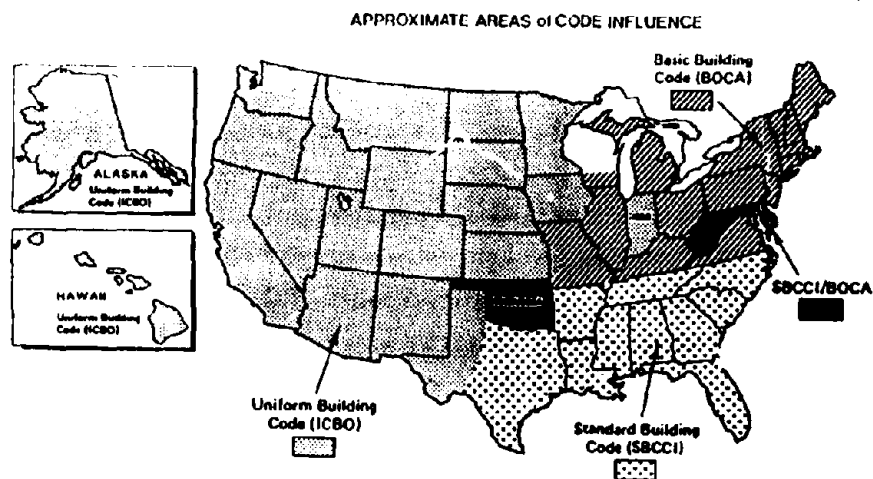 APPROXIMATE AREAS of CODE INFLUENCE
Basic Building
Code (BOCA)
ALASKA
Uniform Building
Code (ICBO)
HAWAII
Uniform Building
Code (ICBO)
SBCCI/BOCA
Uniform Building
Code (ICBO)
Standard Building
Code (SBCCI)